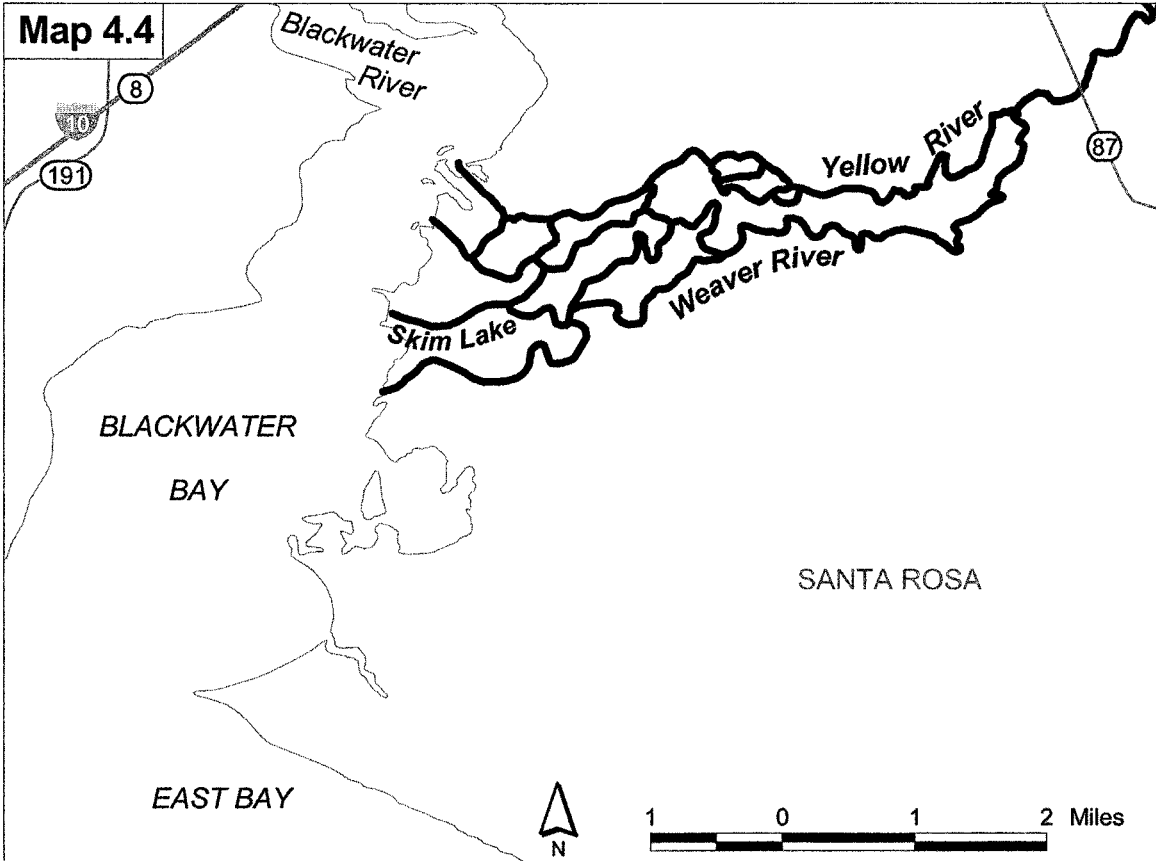 Map 4.4
Blackwater
River
8
10
191
Yellow River
87
Weaver River
Skim Lake
BLACKWATER
BAY
SANTA ROSA
EAST BAY
N
1 0 1 2 Miles